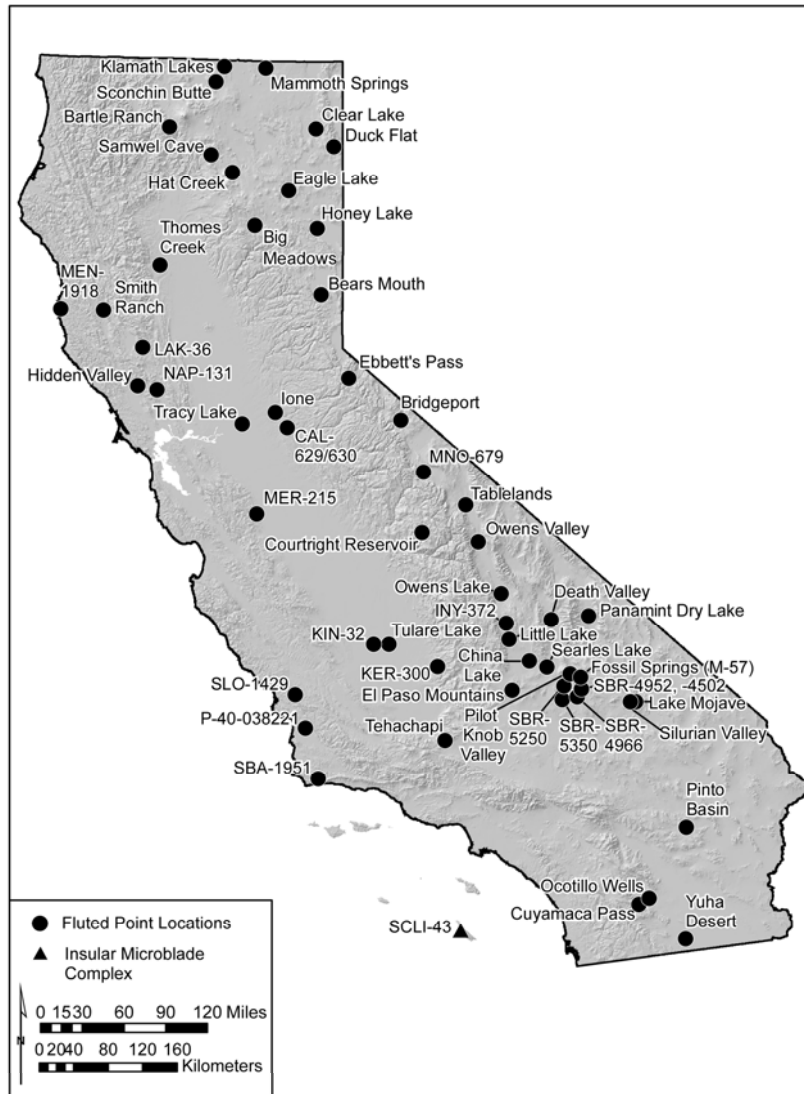 Klamath Lakes
Sconchin Butte
Mammoth Springs
Bartle Ranch
Clear Lake
Duck Flat
Samwel Cave
Hat Creek
Eagle Lake
Thomes
Creek
Big
Meadows
Honey Lake
MEN-
1918
Smith
Ranch
Bears Mouth
LAK-36
Hidden Valley
NAP-131
Ebbett's Pass
Tracy Lake
Ione
Bridgeport
CAL-
629/630
MNO-679
MER-215
Tablelands
Courtright Reservoir
Owens Valley
Owens Lake
Death Valley
INY-372
Panamint Dry Lake
KIN-32
Tulare Lake
Little Lake
China
Lake
Searles Lake
KER-300
Fossil Springs (M-57)
SLO-1429
El Paso Mountains
SBR-4952, -4502
P-40-038221
Pilot
Knob
Valley
SBR-
5250
SBR-
5350
SBR-
4966
Lake Mojave
Silurian Valley
Tehachapi
SBA-1951
Pinto
Basin
Ocotillo Wells
Cuyamaca Pass
Yuha
Desert
SCLI-43
Fluted Point Locations
Insular Microblade
Complex
0 15 30 60 90 120 Miles
N
0 20 40 80 120 160
Kilometers